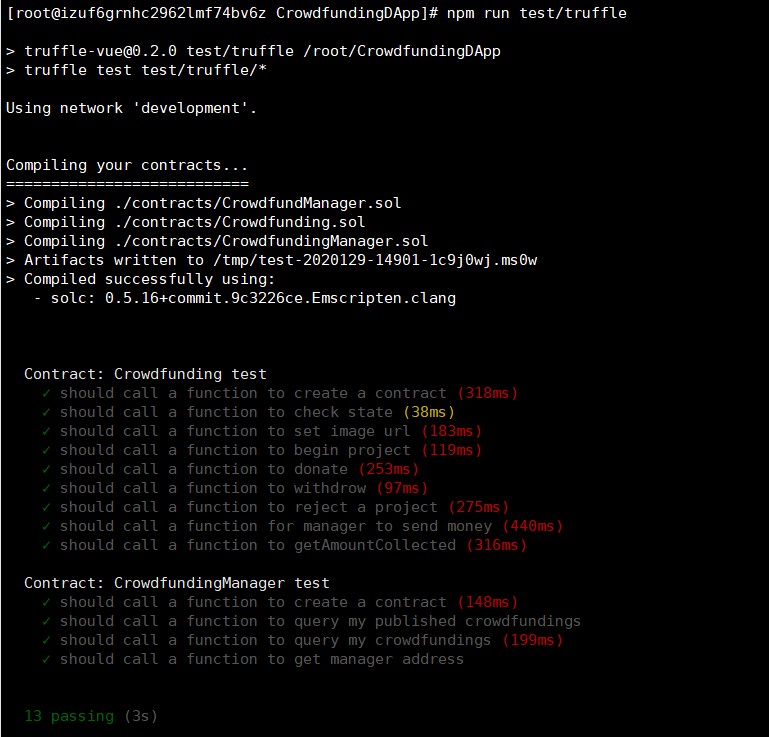 [root@izuf6grnhc2962lmf74bv6z CrowdfundingDApp]# npm run test/truffle
> truffle-vue@0.2.0 test/truffle /root/CrowdfundingDApp
> truffle test test/truffle/*
Using network 'development'.
Compiling your contracts...
===========================
> Compiling ./contracts/CrowdfundManager.sol
> Compiling ./contracts/Crowdfunding.sol
> Compiling ./contracts/CrowdfundingManager.sol
> Artifacts written to /tmp/test-2020129-14901-1c9j0wj.ms0w
> Compiled successfully using:
- solc: 0.5.16+commit.9c3226ce.Emscripten.clang
Contract: Crowdfunding test
✓ should call a function to create a contract (318ms)
✓ should call a function to check state (38ms)
✓ should call a function to set image url (183ms)
✓ should call a function to begin project (119ms)
✓ should call a function to donate (253ms)
✓ should call a function to withdrow (97ms)
✓ should call a function to reject a project (275ms)
✓ should call a function for manager to send money (440ms)
✓ should call a function to getAmountCollected (316ms)
Contract: CrowdfundingManager test
✓ should call a function to create a contract (148ms)
✓ should call a function to query my published crowdfundings
✓ should call a function to query my crowdfundings (199ms)
✓ should call a function to get manager address
13 passing (3s)